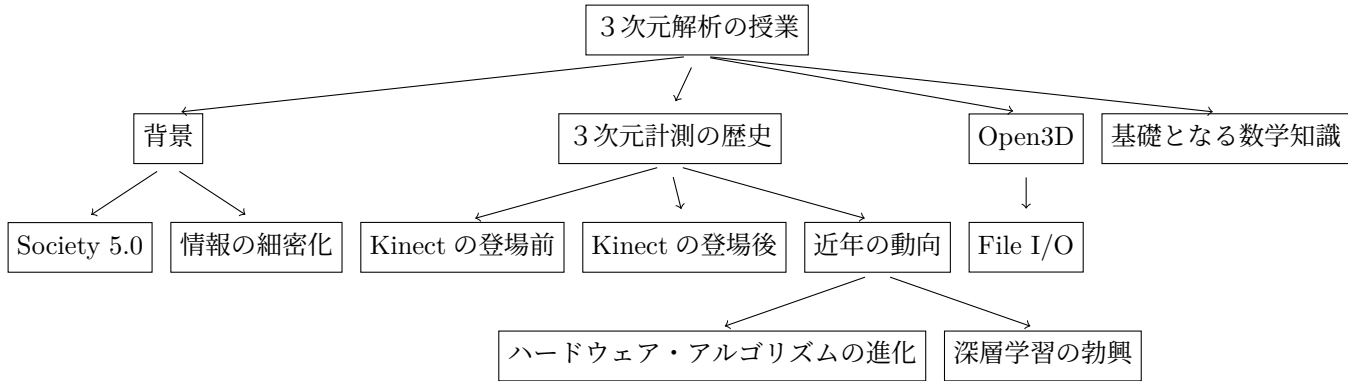 ３次元解析の授業
背景
３次元計測の歴史
Open3D
基礎となる数学知識
Society 5.0
情報の細密化
Kinect の登場前
Kinect の登場後
近年の動向
File I/O
ハードウェア・アルゴリズムの進化
深層学習の勃興